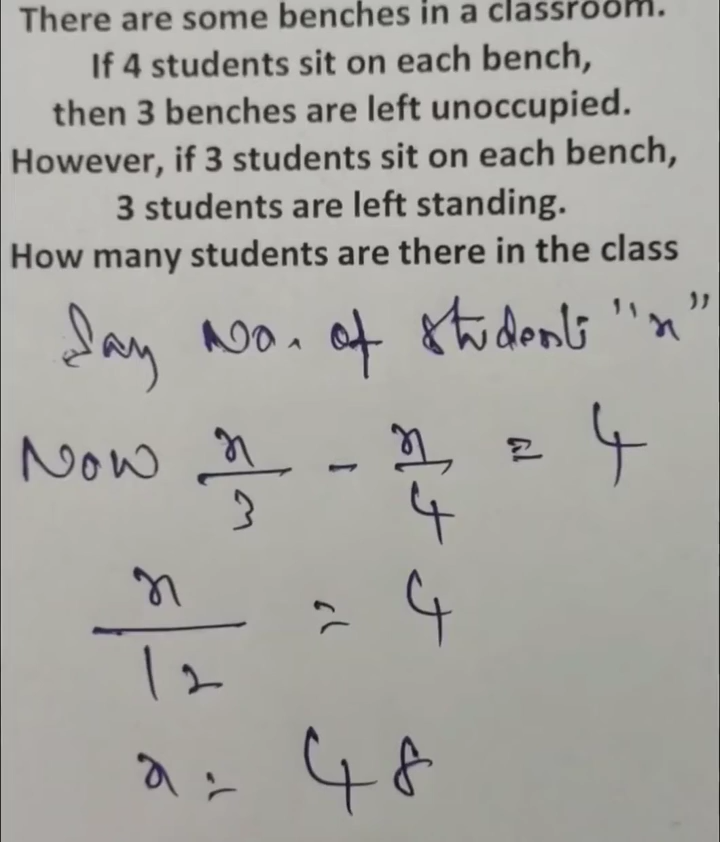 There are some benches in a classroom.
If 4 students sit on each bench,
then 3 benches are left unoccupied.
However, if 3 students sit on each bench,
3 students are left standing.
How many students are there in the class
Say No. of students "x"
Now x/3 - x/4 = 4
x/12 = 4
x = 48